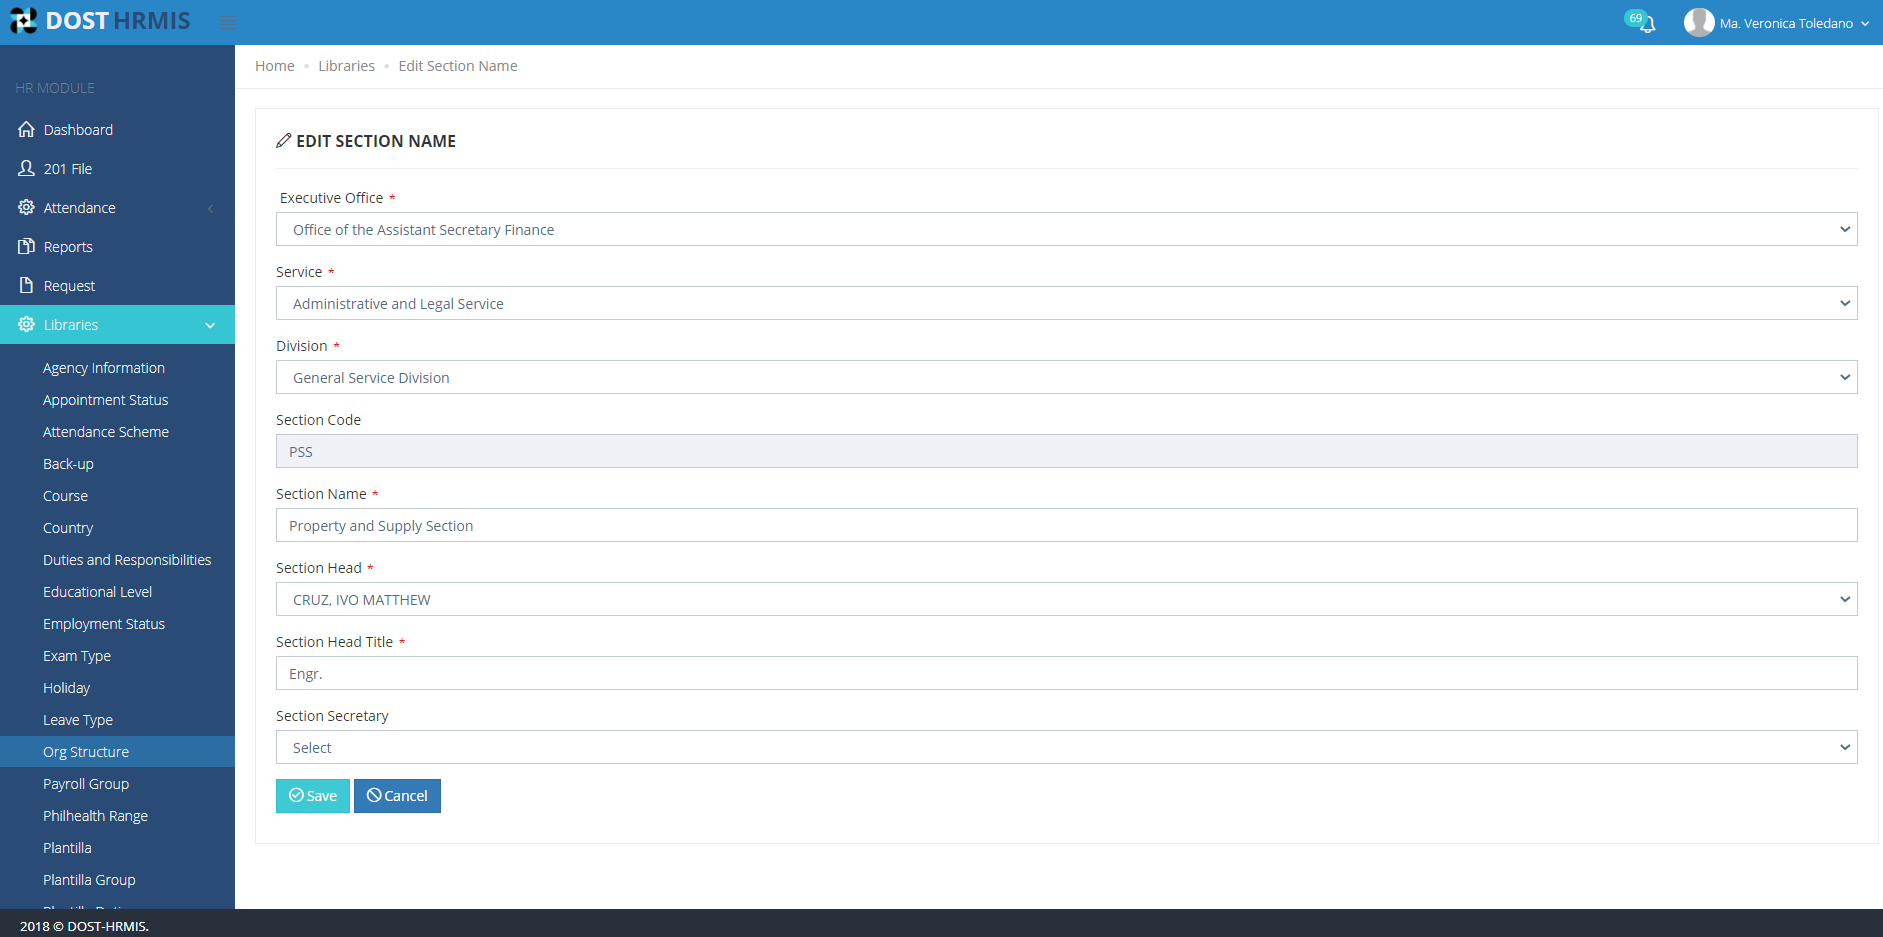 DOST HRMIS
69
Ma. Veronica Toledano
HR MODULE
Dashboard
201 File
Attendance
Reports
Request
Libraries
Agency Information
Appointment Status
Attendance Scheme
Back-up
Course
Country
Duties and Responsibilities
Educational Level
Employment Status
Exam Type
Holiday
Leave Type
Org Structure
Payroll Group
Philhealth Range
Plantilla
Plantilla Group
Home • Libraries • Edit Section Name
EDIT SECTION NAME
Executive Office *
Office of the Assistant Secretary Finance
Service *
Administrative and Legal Service
Division *
General Service Division
Section Code
PSS
Section Name *
Property and Supply Section
Section Head *
CRUZ, IVO MATTHEW
Section Head Title *
Engr.
Section Secretary
Select
Save Cancel
2018 © DOST-HRMIS.